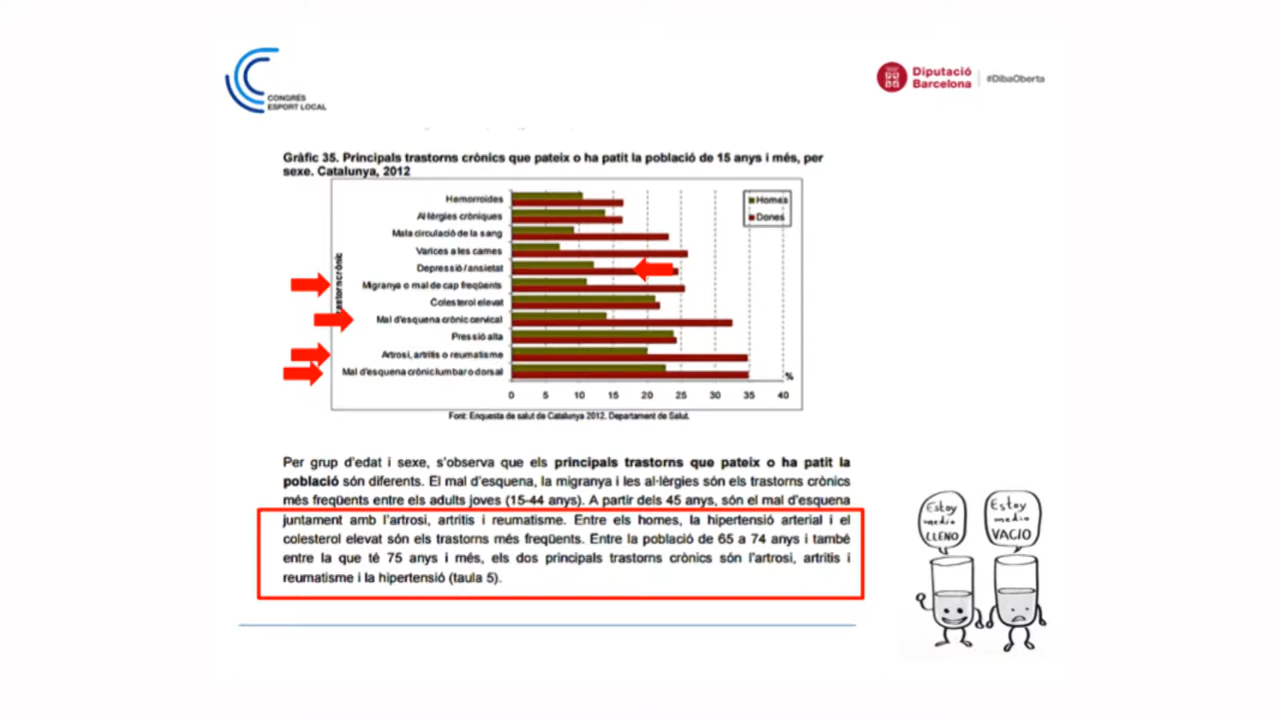 CONGRÉS
ESPORT LOCAL
Diputació
Barcelona
#DibaOberta
Gràfic 35. Principals trastorns crònics que pateix o ha patit la població de 15 anys i més, per
sexe. Catalunya, 2012
Homes
Dones
Hemorroides
Al·lèrgies cròniques
Mala circulació de la sang
Varices a les cames
Depressió / ansietat
Migranya o mal de cap freqüents
Colesterol elevat
Mal d'esquena crònic cervical
Pressió alta
Artrosi, artritis o reumatisme
Mal d'esquena crònic lumbar o dorsal
%
0 5 10 15 20 25 30 35 40
Font: Enquesta de salut de Catalunya 2012. Departament de Salut.
Per grup d'edat i sexe, s'observa que els principals trastorns que pateix o ha patit la
població són diferents. El mal d'esquena, la migranya i les al·lèrgies són els trastorns crònics
més freqüents entre els adults joves (15-44 anys). A partir dels 45 anys, són el mal d'esquena
juntament amb l'artrosi, artritis i reumatisme. Entre els homes, la hipertensió arterial i el
colesterol elevat són els trastorns més freqüents. Entre la població de 65 a 74 anys i també
entre la que té 75 anys i més, els dos principals trastorns crònics són l'artrosi, artritis i
reumatisme i la hipertensió (taula 5).
Estoy
medio
LLENO
Estoy
medio
VACIO